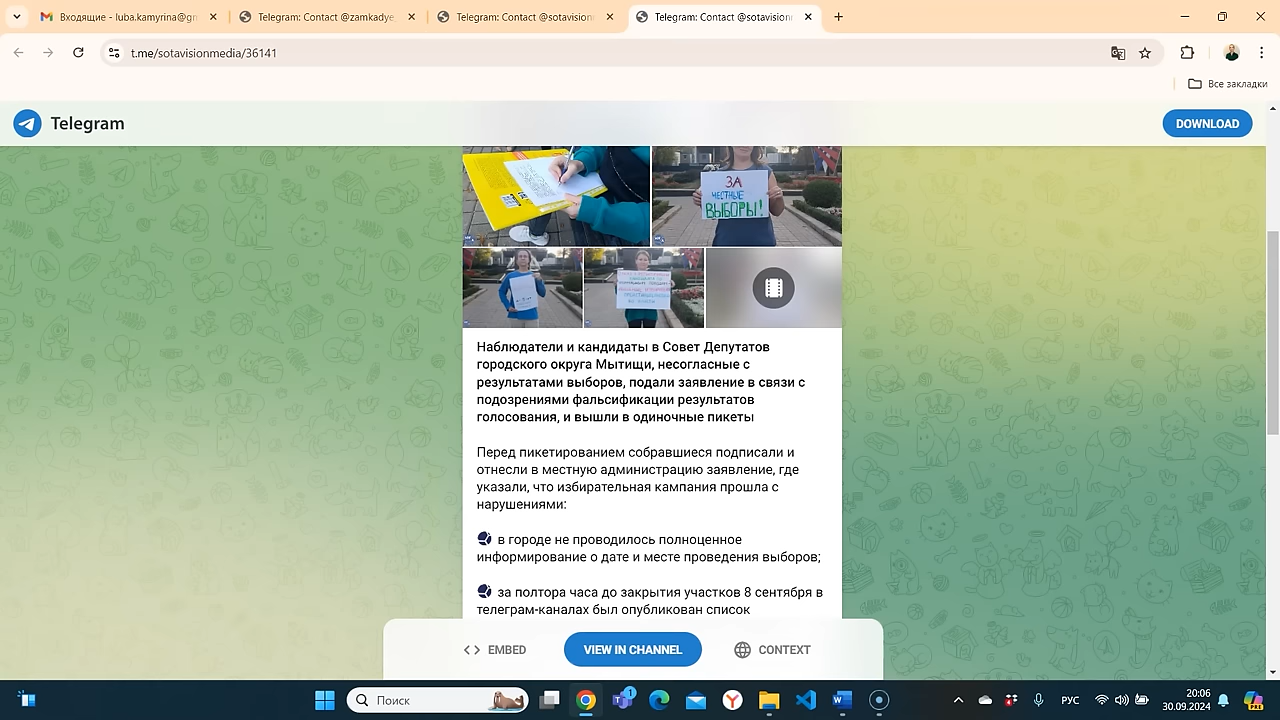 Входящие - luba.kamyrina@gm
Telegram: Contact @zamkadye
Telegram: Contact @sotavision
Telegram: Contact @sotavision
t.me/sotavisionmedia/36141
Все закладки
Telegram
DOWNLOAD
ЗА
ЧЕСТНЫЕ
ВЫБОРЫ!
Наблюдатели и кандидаты в Совет Депутатов
городского округа Мытищи, несогласные с
результатами выборов, подали заявление в связи с
подозрениями фальсификации результатов
голосования, и вышли в одиночные пикеты
Перед пикетированием собравшиеся подписали и
отнесли в местную администрацию заявление, где
указали, что избирательная кампания прошла с
нарушениями:
в городе не проводилось полноценное
информирование о дате и месте проведения выборов;
за полтора часа до закрытия участков 8 сентября в
телеграм-каналах был опубликован список
EMBED
VIEW IN CHANNEL
CONTEXT
Поиск
1
РУС
20:06
30.09.2024